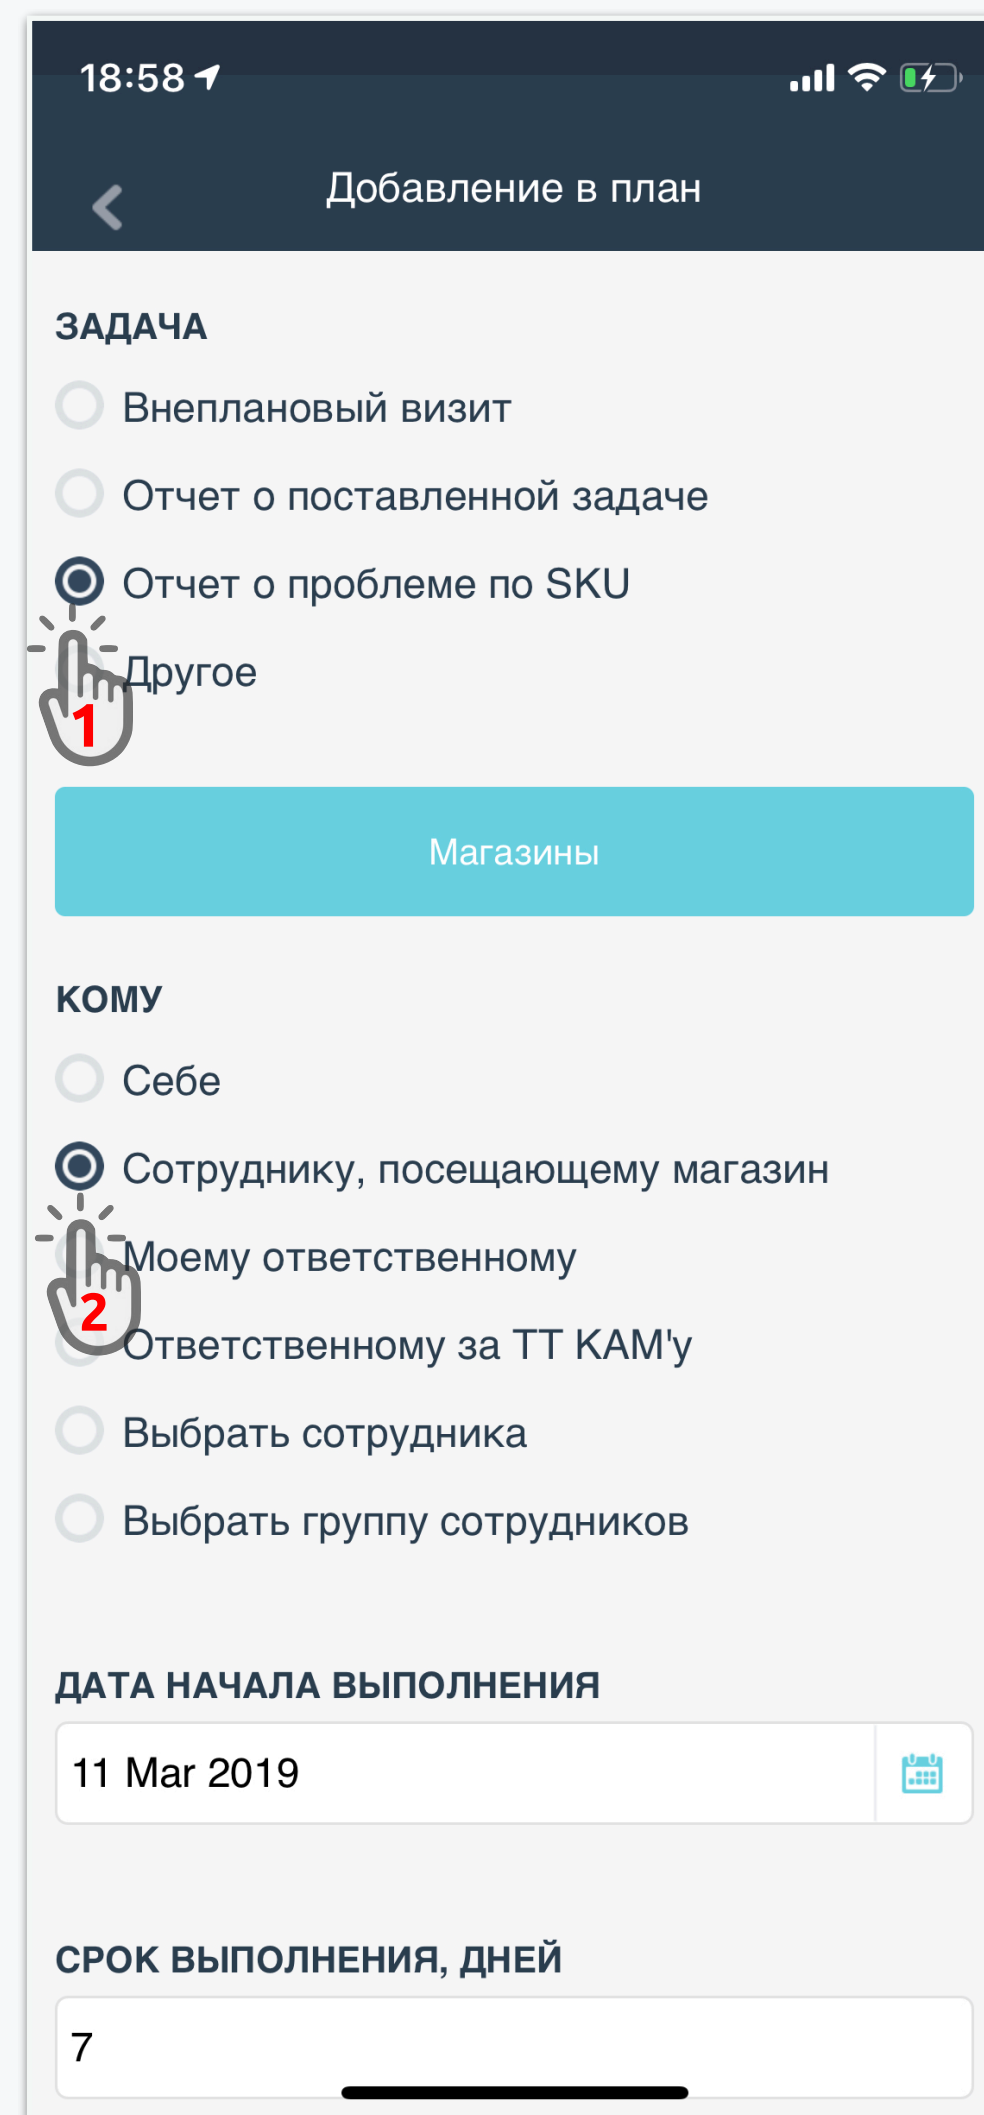 18:58
Добавление в план
ЗАДАЧА
Внеплановый визит
Отчет о поставленной задаче
Отчет о проблеме по SKU
Другое
1
Магазины
КОМУ
Себе
Сотруднику, посещающему магазин
Моему ответственному
2
Ответственному за ТТ КАМ'у
Выбрать сотрудника
Выбрать группу сотрудников
ДАТА НАЧАЛА ВЫПОЛНЕНИЯ
11 Mar 2019
СРОК ВЫПОЛНЕНИЯ, ДНЕЙ
7